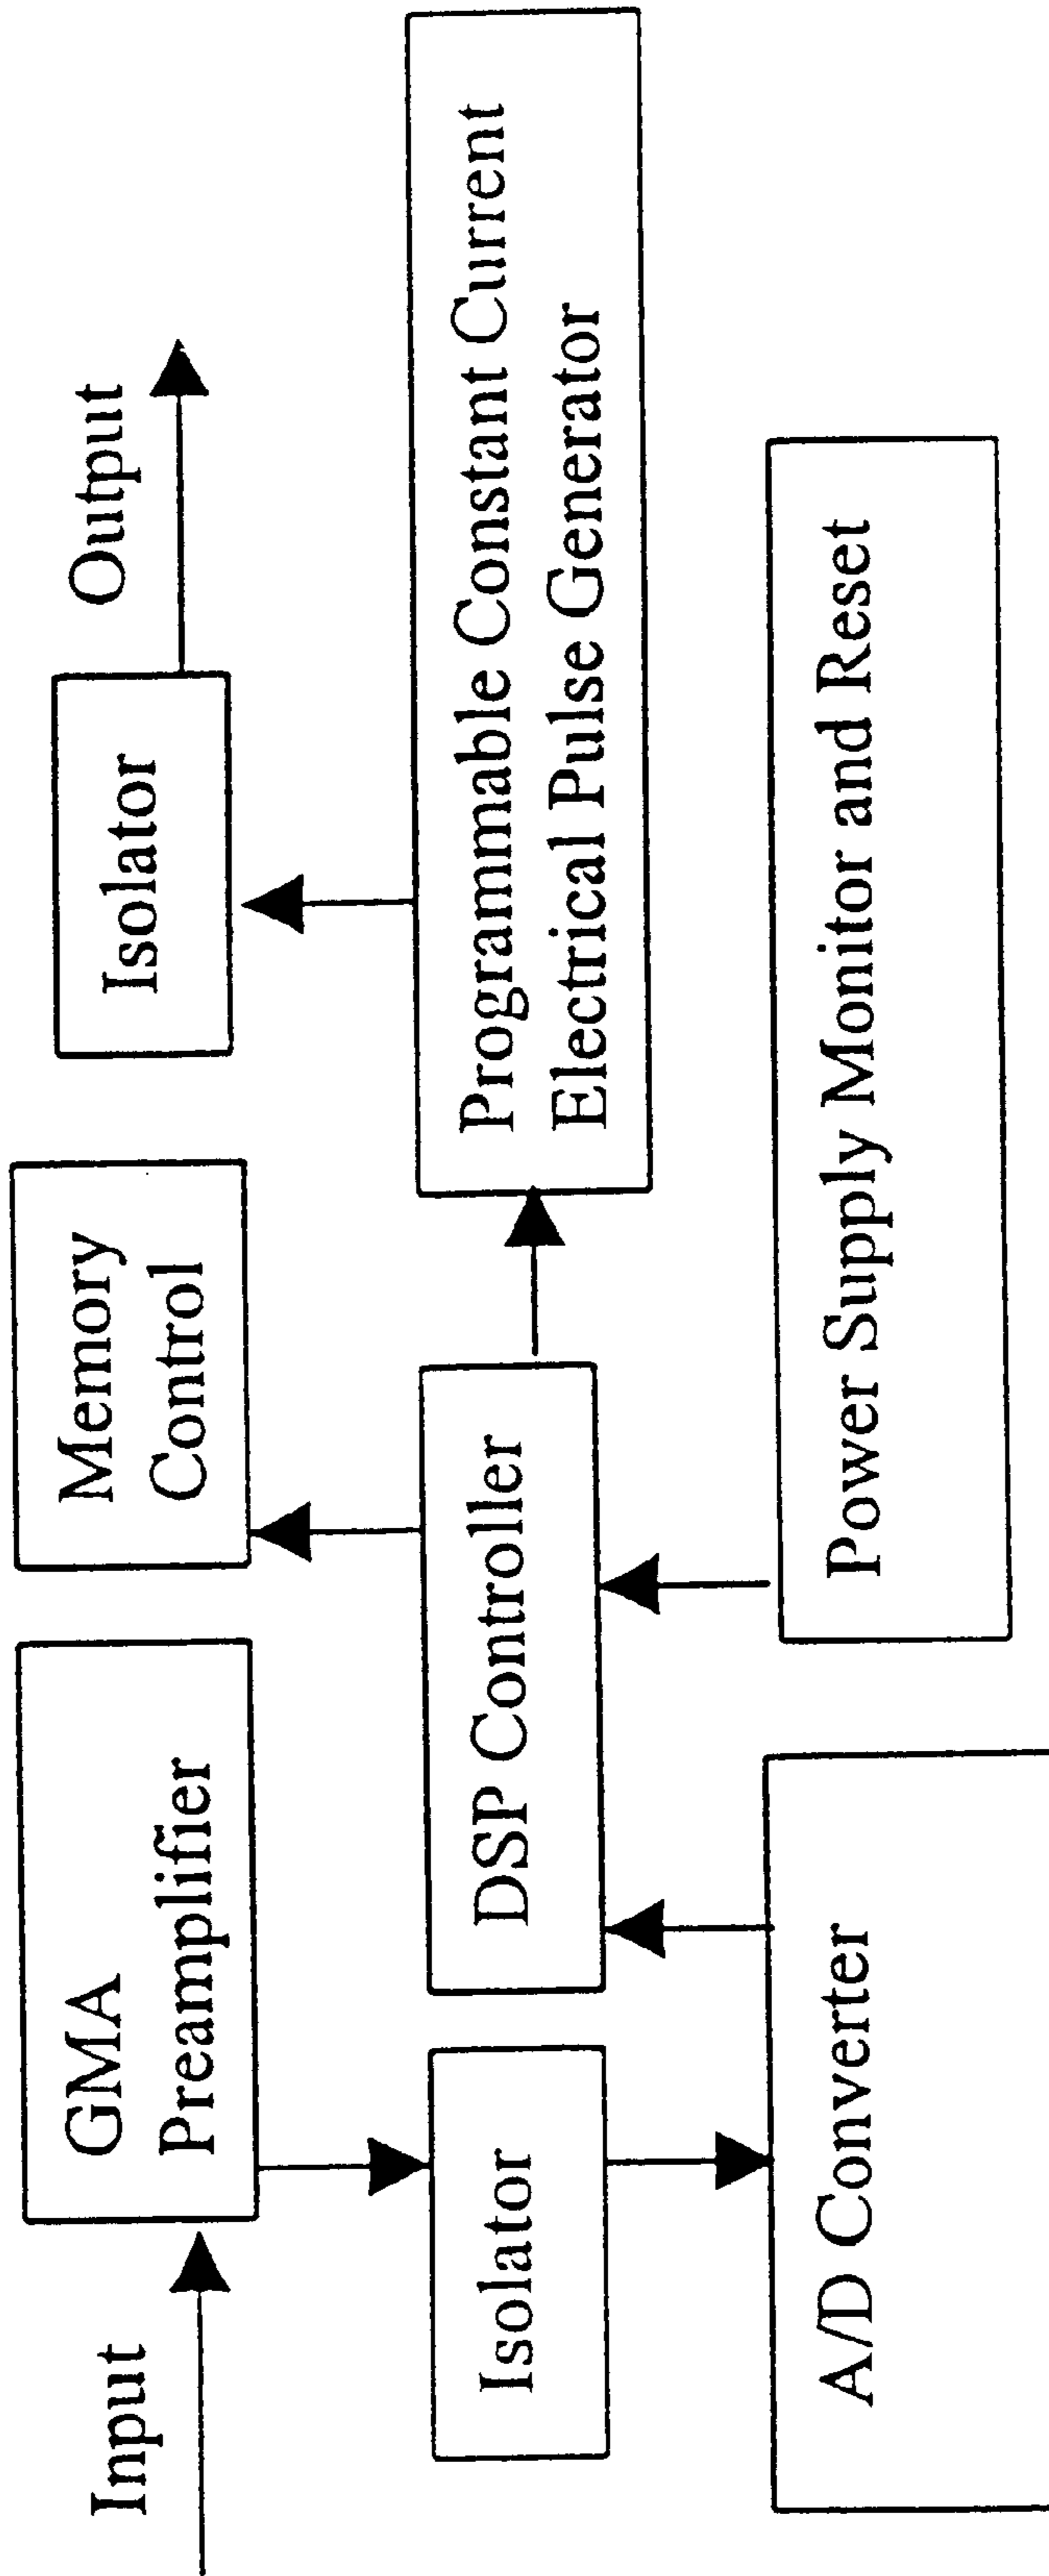 Input
GMA
Preamplifier
Memory
Control
Isolator
Output
Isolator
DSP Controller
Programmable Constant Current
Electrical Pulse Generator
A/D Converter
Power Supply Monitor and Reset